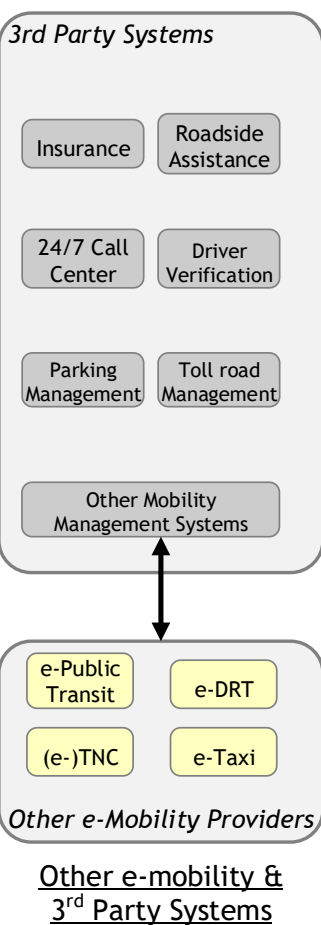 3rd Party Systems
Insurance
Roadside
Assistance
24/7 Call
Center
Driver
Verification
Parking
Management
Toll road
Management
Other Mobility
Management Systems
e-Public
Transit
e-DRT
(e-)TNC
e-Taxi
Other e-Mobility Providers
Other e-mobility &
3rd Party Systems